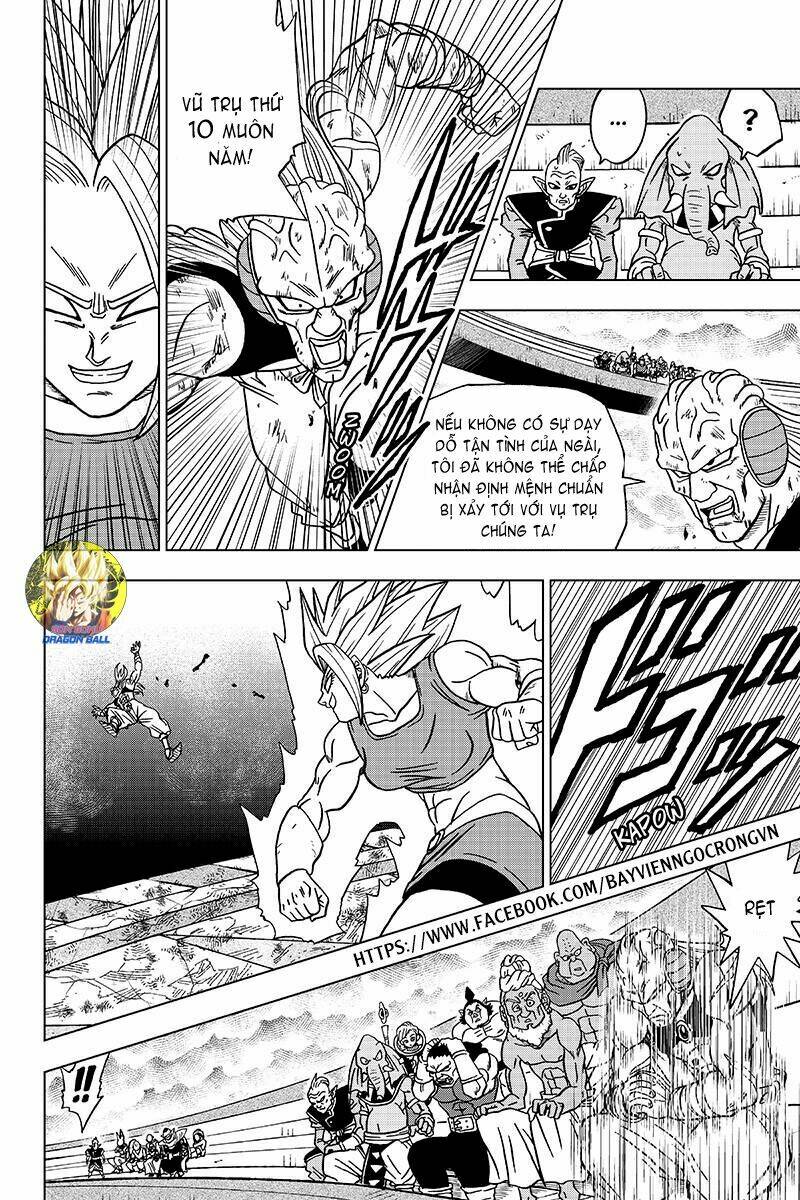 ?
...
NẾU KHÔNG CÓ SỰ DẠY
DỖ TẬN TÌNH CỦA NGÀI,
TÔI ĐÃ KHÔNG THỂ CHẤP
NHẬN ĐỊNH MỆNH CHUẨN
BỊ XẢY TỚI VỚI VỤ TRỤ
CHÚNG TA!
VŨ TRỤ THỨ
10 MUÔN
NĂM!
ZNOOM
KAPOW
DRAGON BALL
HTTPS://WWW.FACEBOOK.COM/BAYVIENNGOCRONGVN
RẸT
!!